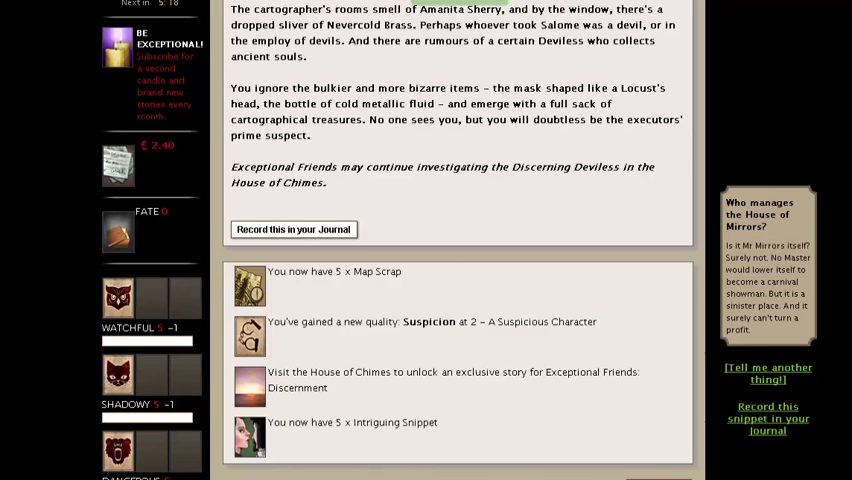 Next in 5:18
BE
EXCEPTIONAL!
Subscribe for
a second
candle and
brand new
stories every
month.
£ 2.40
FATE 0
WATCHFUL 5 -1
SHADOWY 5 -1
DANGEROUS 5
The cartographer's rooms smell of Amanita Sherry, and by the window, there's a
dropped sliver of Nevercold Brass. Perhaps whoever took Salome was a devil, or in
the employ of devils. And there are rumours of a certain Deviless who collects
ancient souls.
You ignore the bulkier and more bizarre items – the mask shaped like a Locust's
head, the bottle of cold metallic fluid – and emerge with a full sack of
cartographical treasures. No one sees you, but you will doubtless be the executors'
prime suspect.
Exceptional Friends may continue investigating the Discerning Deviless in the
House of Chimes.
Record this in your Journal
You now have 5 x Map Scrap
You've gained a new quality: Suspicion at 2 – A Suspicious Character
Visit the House of Chimes to unlock an exclusive story for Exceptional Friends:
Discernment
You now have 5 x Intriguing Snippet
Who manages
the House of
Mirrors?
Is it Mr Mirrors itself?
Surely not. No Master
would lower itself to
become a carnival
showman. But it is a
sinister place. And it
surely can't turn a
profit.
[Tell me another
thing!]
Record this
snippet in your
Journal